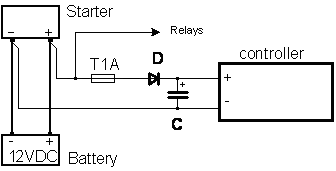 Starter
- +
Relays
T1A
D
controller
+
+
-
C
- +
12VDC
Battery